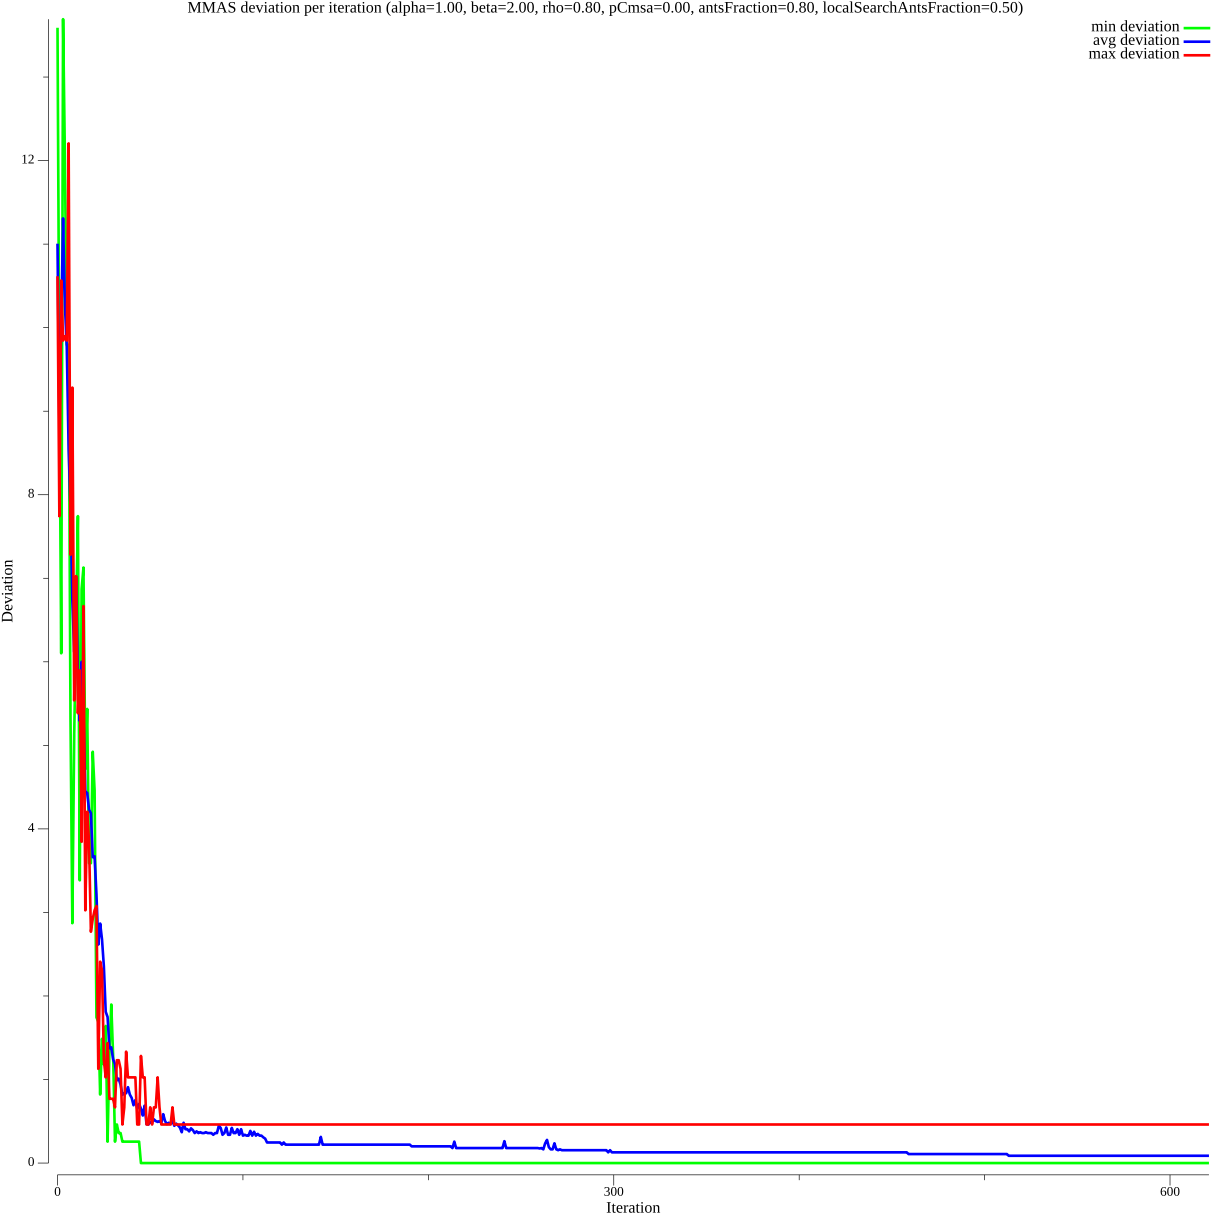 MMAS deviation per iteration (alpha=1.00, beta=2.00, rho=0.80, pCmsa=0.00, antsFraction=0.80, localSearchAntsFraction=0.50)
min deviation
avg deviation
max deviation
12
8
4
0
Deviation
0
300
600
Iteration